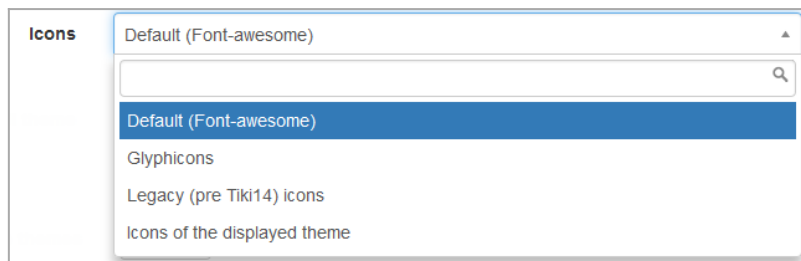 Icons
Default (Font-awesome)
Default (Font-awesome)
Glyphicons
Legacy (pre Tiki14) icons
Icons of the displayed theme